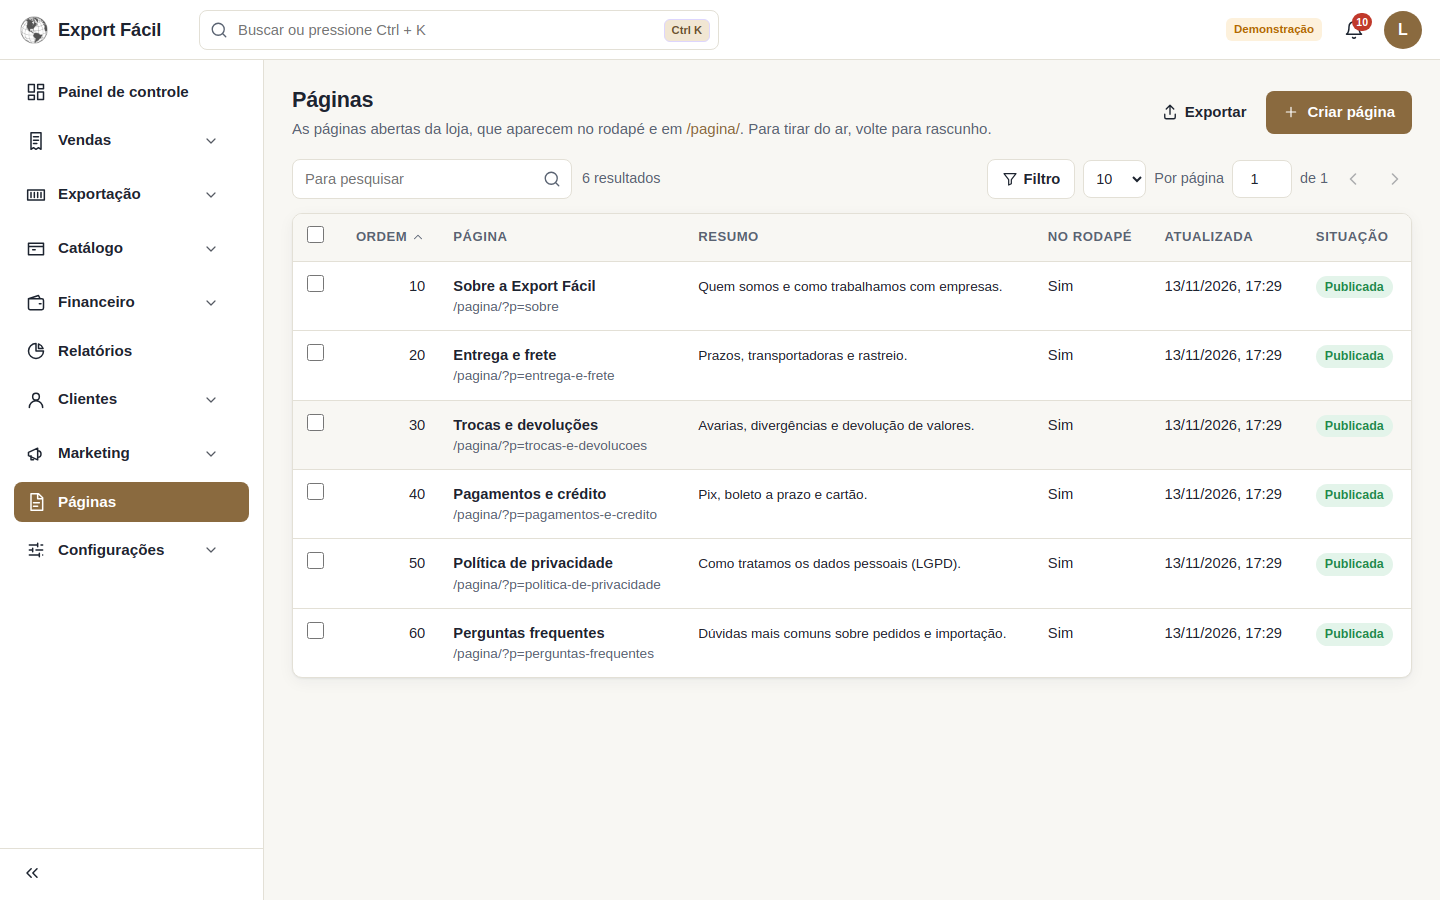 Export Fácil
Buscar ou pressione Ctrl + K
Ctrl K
Demonstração
10
L
Painel de controle
Vendas
Exportação
Catálogo
Financeiro
Relatórios
Clientes
Marketing
Páginas
Configurações
Páginas
As páginas abertas da loja, que aparecem no rodapé e em /pagina/. Para tirar do ar, volte para rascunho.
Exportar
Criar página
Para pesquisar
6 resultados
Filtro
10
Por página
1
de 1
ORDEM PÁGINA RESUMO NO RODAPÉ ATUALIZADA SITUAÇÃO
10 Sobre a Export Fácil Quem somos e como trabalhamos com empresas. Sim 13/11/2026, 17:29 Publicada
/pagina/?p=sobre
20 Entrega e frete Prazos, transportadoras e rastreio. Sim 13/11/2026, 17:29 Publicada
/pagina/?p=entrega-e-frete
30 Trocas e devoluções Avarias, divergências e devolução de valores. Sim 13/11/2026, 17:29 Publicada
/pagina/?p=trocas-e-devolucoes
40 Pagamentos e crédito Pix, boleto a prazo e cartão. Sim 13/11/2026, 17:29 Publicada
/pagina/?p=pagamentos-e-credito
50 Política de privacidade Como tratamos os dados pessoais (LGPD). Sim 13/11/2026, 17:29 Publicada
/pagina/?p=politica-de-privacidade
60 Perguntas frequentes Dúvidas mais comuns sobre pedidos e importação. Sim 13/11/2026, 17:29 Publicada
/pagina/?p=perguntas-frequentes